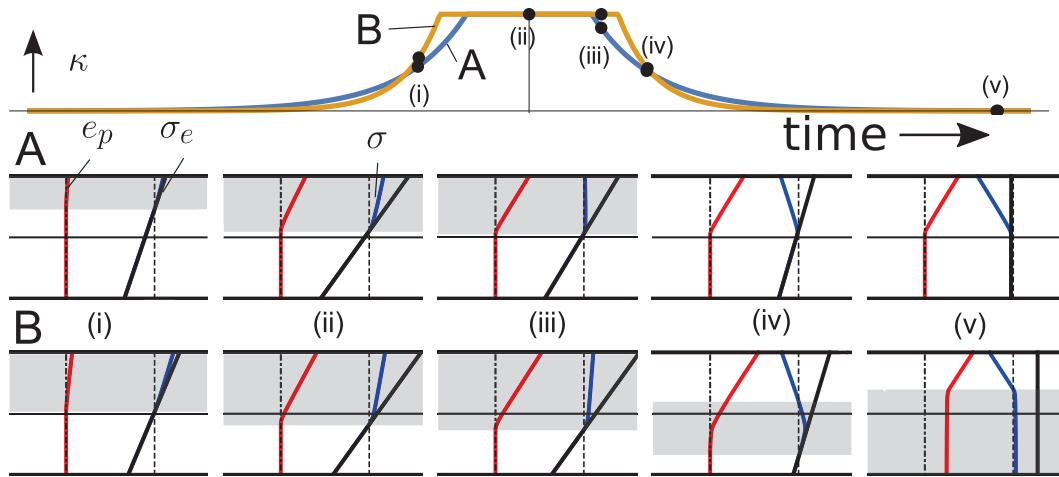 B
A
κ
(i)
(ii)
(iii)
(iv)
(v)
time
A
e_p
σ_e
σ
B
(i)
(ii)
(iii)
(iv)
(v)